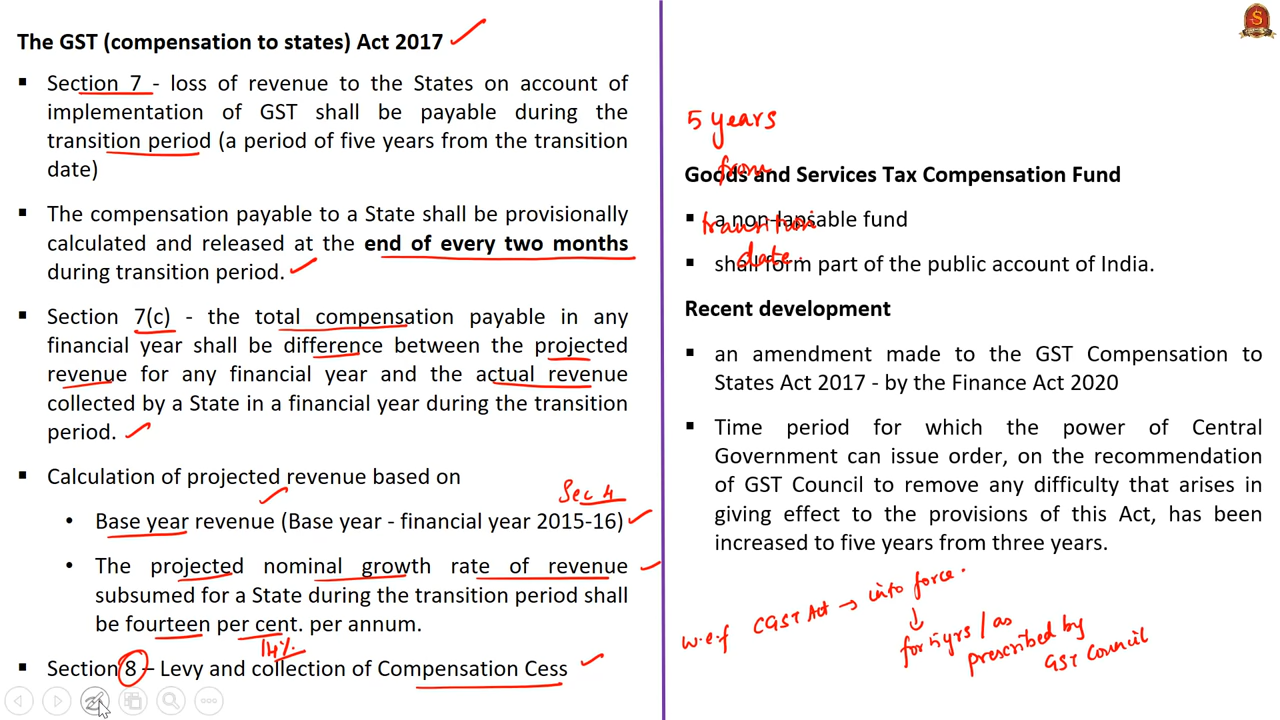 The GST (compensation to states) Act 2017
▪ Section 7 - loss of revenue to the States on account of
implementation of GST shall be payable during the
transition period (a period of five years from the transition
date)
▪ The compensation payable to a State shall be provisionally
calculated and released at the end of every two months
during transition period.
▪ Section 7(c) - the total compensation payable in any
financial year shall be difference between the projected
revenue for any financial year and the actual revenue
collected by a State in a financial year during the transition
period.
▪ Calculation of projected revenue based on
Sec 4
• Base year revenue (Base year - financial year 2015-16)
• The projected nominal growth rate of revenue
subsumed for a State during the transition period shall
be fourteen per cent. per annum.
14%
▪ Section 8 – Levy and collection of Compensation Cess
5 years
from
transition
date.
Goods and Services Tax Compensation Fund
▪ a non-lapsable fund
▪ shall form part of the public account of India.
Recent development
▪ an amendment made to the GST Compensation to
States Act 2017 - by the Finance Act 2020
▪ Time period for which the power of Central
Government can issue order, on the recommendation
of GST Council to remove any difficulty that arises in
giving effect to the provisions of this Act, has been
increased to five years from three years.
w.e.f CGST Act → into force.
for 5 yrs / as
prescribed by
GST Council
S